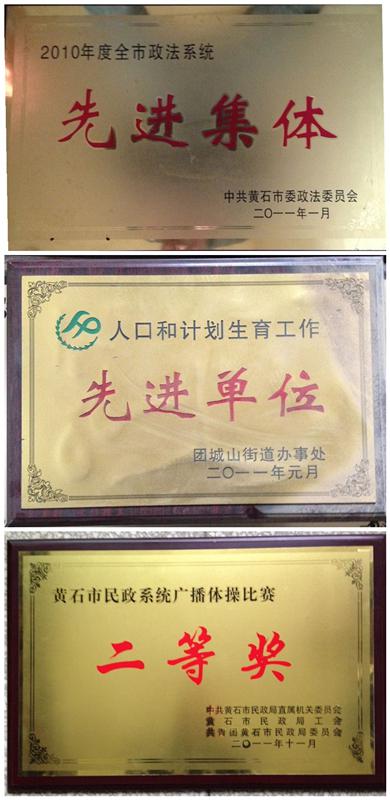 2010年度全市政法系统
先进集体
中共黄石市委政法委员会
二〇一一年一月
人口和计划生育工作
先进单位
团城山街道办事处
二〇一一年元月
黄石市民政系统广播体操比赛
二等奖
中共黄石市民政局直属机关委员会
黄石市民政局工会
共青团黄石市民政局委员会
二〇一一年十一月